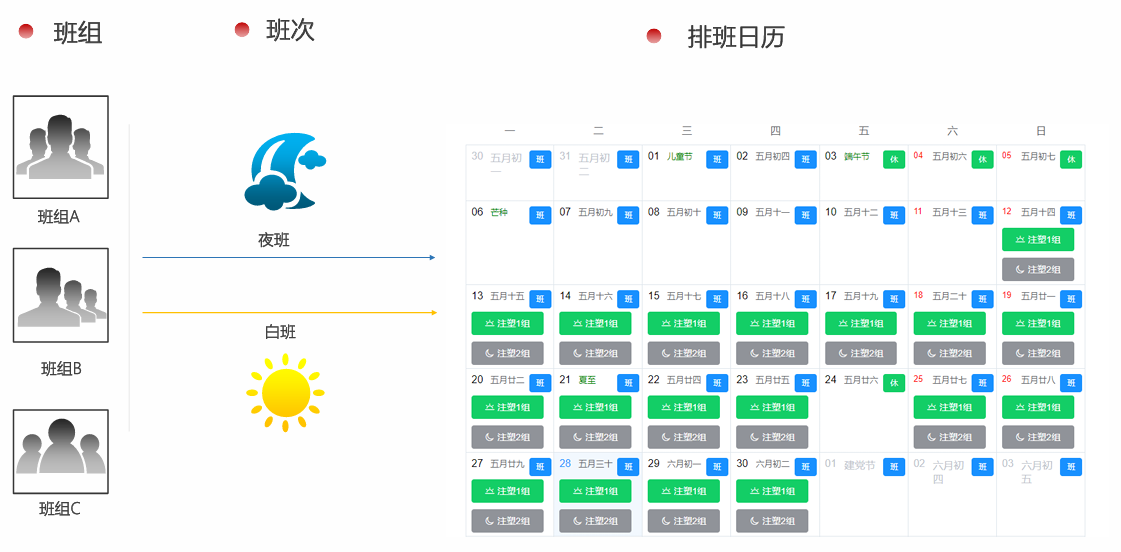 班组
班次
排班日历
班组A
班组B
班组C
夜班
白班
一 二 三 四 五 六 日
30 五月初一 班 31 五月初二 班 01 儿童节 班 02 五月初四 班 03 端午节 休 04 五月初六 休 05 五月初七 休
06 芒种 班 07 五月初九 班 08 五月初十 班 09 五月十一 班 10 五月十二 班 11 五月十三 班 12 五月十四 班
注塑1组
注塑2组
13 五月十五 班 14 五月十六 班 15 五月十七 班 16 五月十八 班 17 五月十九 班 18 五月二十 班 19 五月廿一 班
注塑1组 注塑1组 注塑1组 注塑1组 注塑1组 注塑1组 注塑1组
注塑2组 注塑2组 注塑2组 注塑2组 注塑2组 注塑2组 注塑2组
20 五月廿二 班 21 夏至 班 22 五月廿四 班 23 五月廿五 班 24 五月廿六 休 25 五月廿七 班 26 五月廿八 班
注塑1组 注塑1组 注塑1组 注塑1组 注塑1组 注塑1组
注塑2组 注塑2组 注塑2组 注塑2组 注塑2组 注塑2组
27 五月廿九 班 28 五月三十 班 29 六月初一 班 30 六月初二 班 01 建党节 班 02 六月初四 班 03 六月初五 班
注塑1组 注塑1组 注塑1组 注塑1组
注塑2组 注塑2组 注塑2组 注塑2组